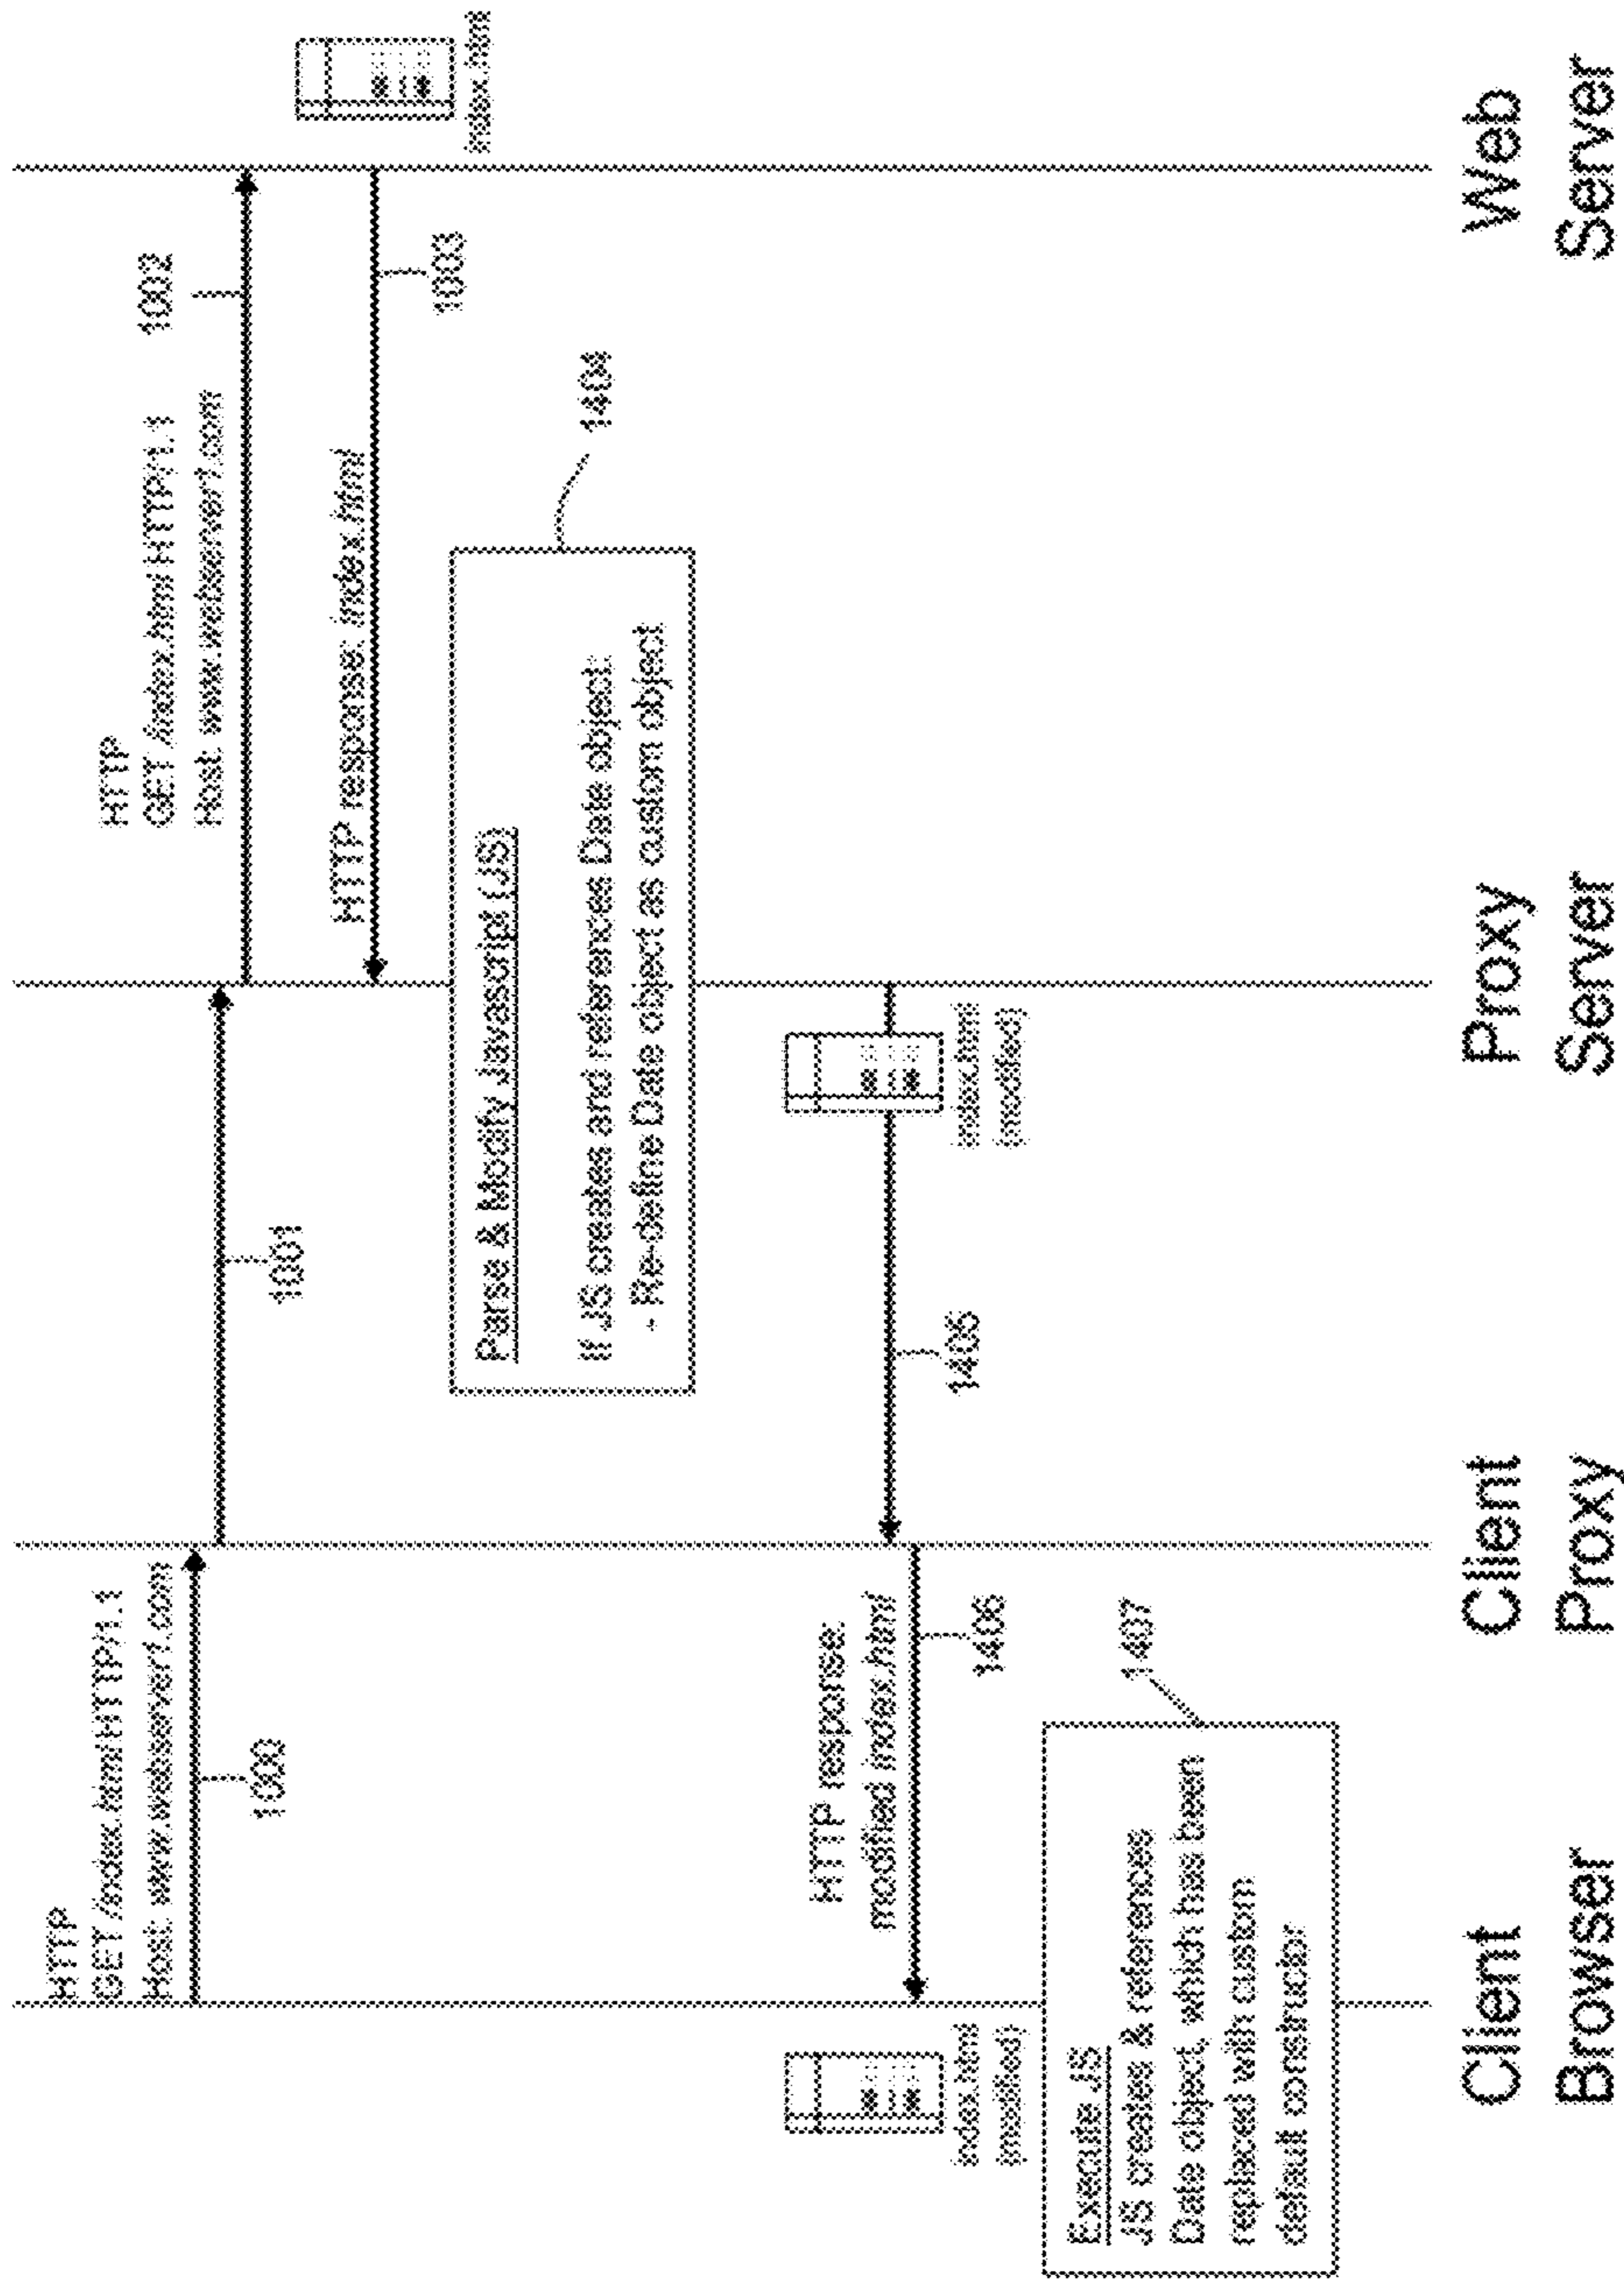 HTTP
GET /index.html HTTP/1.1
Host: www.webserver1.com
1000
1001
HTTP
GET /index.html HTTP/1.1
Host: www.webserver1.com
1002
HTTP response: index.html
1003
index.html
Parse & Modify Javascript (JS)
If JS creates and references Date object:
- Re-define Date object as custom object
1404
index.html
(modified)
1405
HTTP response:
modified index.html
1406
index.html
(modified)
Execute JS
JS creates & references
Date object, which has been
replaced with custom
default constructor
1407
Client
Browser
Client
Proxy
Proxy
Server
Web
Server